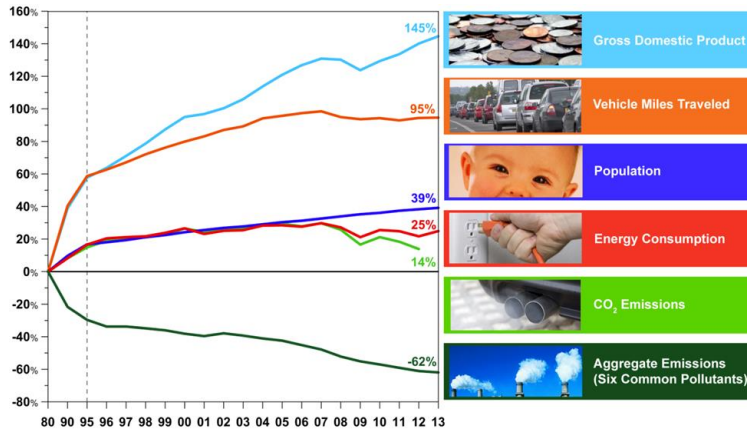 160%
140%
120%
100%
80%
60%
40%
20%
0%
-20%
-40%
-60%
-80%
145%
95%
39%
25%
14%
-62%
80 90 95 96 97 98 99 00 01 02 03 04 05 06 07 08 09 10 11 12 13
Gross Domestic Product
Vehicle Miles Traveled
Population
Energy Consumption
CO₂ Emissions
Aggregate Emissions
(Six Common Pollutants)